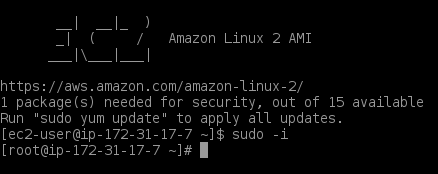 __|  __|_  )
       _|  (     /   Amazon Linux 2 AMI
      ___|\___|___|
https://aws.amazon.com/amazon-linux-2/
1 package(s) needed for security, out of 15 available
Run "sudo yum update" to apply all updates.
[ec2-user@ip-172-31-17-7 ~]$ sudo -i
[root@ip-172-31-17-7 ~]#